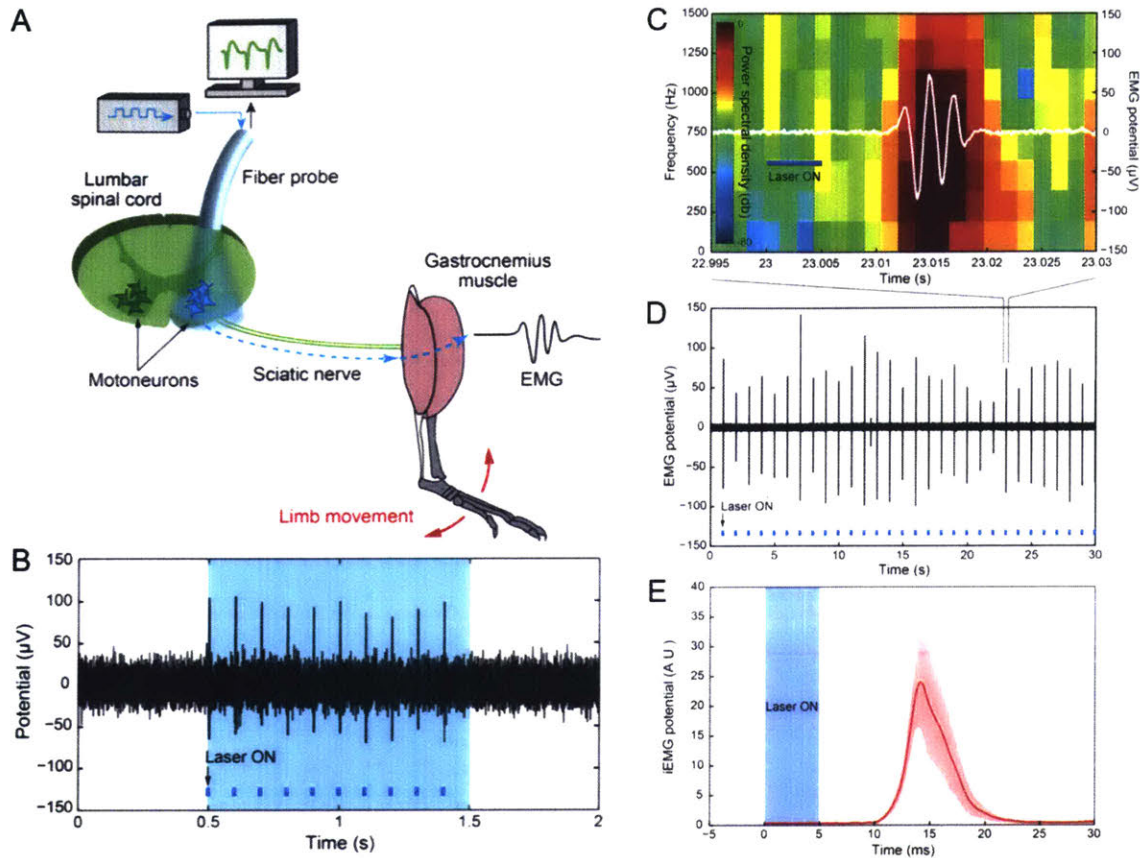 A
Lumbar
spinal cord
Fiber probe
Gastrocnemius
muscle
Motoneurons
Sciatic nerve
EMG
Limb movement
B
Potential (µV)
150
100
50
0
−50
−100
−150
Laser ON
0
0.5
1
1.5
2
Time (s)
C
Frequency (Hz)
1500
1250
1000
750
500
250
0
Power spectral density (db)
Laser ON
150
100
50
0
−50
−100
−150
EMG potential (µV)
22.995
23
23.005
23.01
23.015
23.02
23.025
23.03
Time (s)
D
EMG potential (µV)
150
100
50
0
−50
−100
−150
Laser ON
0
5
10
15
20
25
30
Time (s)
E
iEMG potential (A U)
40
35
30
25
20
15
10
5
0
Laser ON
−5
0
5
10
15
20
25
30
Time (ms)